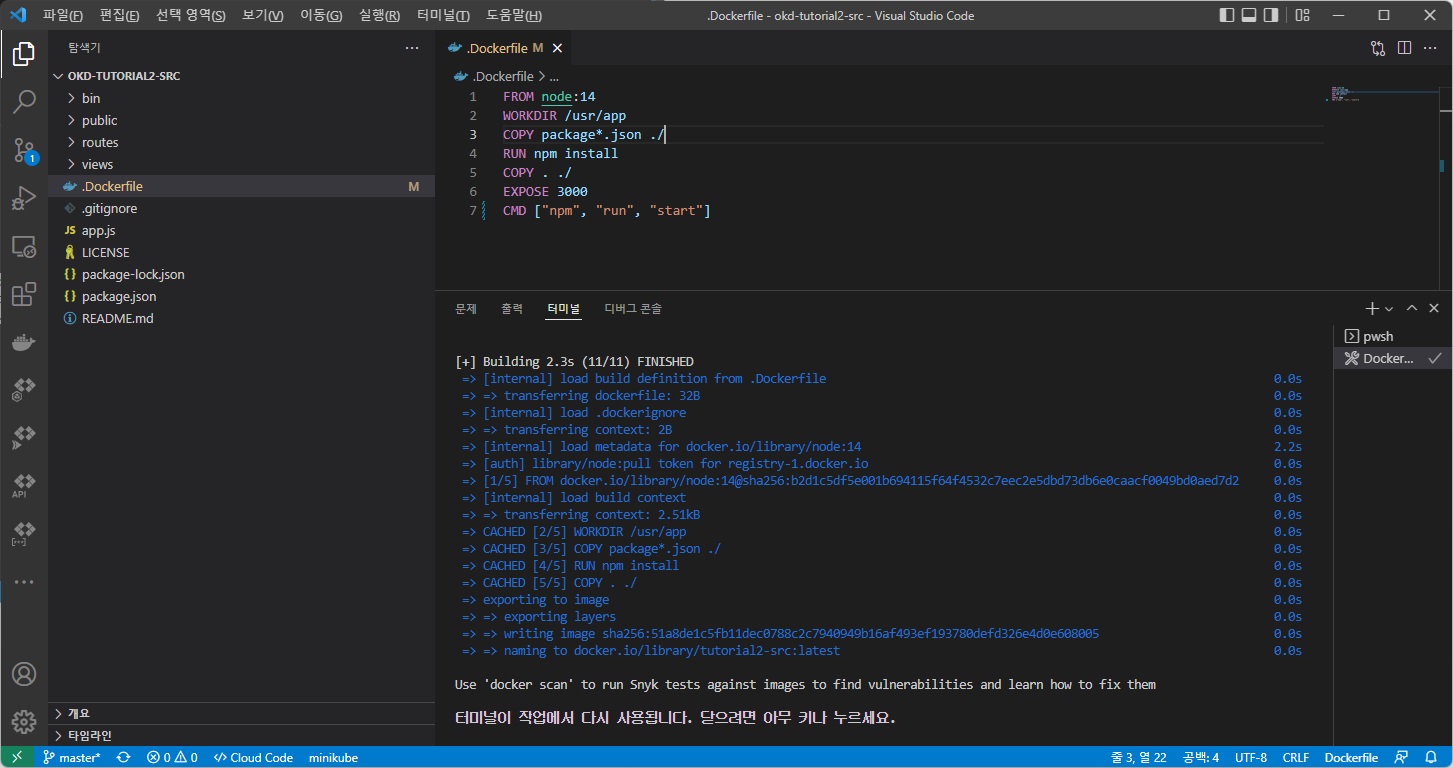 파일(F) 편집(E) 선택 영역(S) 보기(V) 이동(G) 실행(R) 터미널(T) 도움말(H) .Dockerfile - okd-tutorial2-src - Visual Studio Code
탐색기
OKD-TUTORIAL2-SRC
bin
public
routes
views
.Dockerfile M
.gitignore
JS app.js
LICENSE
{} package-lock.json
{} package.json
README.md
1
API
개요
타임라인
.Dockerfile M
.Dockerfile > ...
1 FROM node:14
2 WORKDIR /usr/app
3 COPY package*.json ./
4 RUN npm install
5 COPY . ./
6 EXPOSE 3000
7 CMD ["npm", "run", "start"]
문제 출력 터미널 디버그 콘솔
pwsh
Docker...
[+] Building 2.3s (11/11) FINISHED
=> [internal] load build definition from .Dockerfile 0.0s
=> => transferring dockerfile: 32B 0.0s
=> [internal] load .dockerignore 0.0s
=> => transferring context: 2B 0.0s
=> [internal] load metadata for docker.io/library/node:14 2.2s
=> [auth] library/node:pull token for registry-1.docker.io 0.0s
=> [1/5] FROM docker.io/library/node:14@sha256:b2d1c5df5e001b694115f64f4532c7eec2e5dbd73db6e0caacf0049bd0aed7d2 0.0s
=> [internal] load build context 0.0s
=> => transferring context: 2.51kB 0.0s
=> CACHED [2/5] WORKDIR /usr/app 0.0s
=> CACHED [3/5] COPY package*.json ./ 0.0s
=> CACHED [4/5] RUN npm install 0.0s
=> CACHED [5/5] COPY . ./ 0.0s
=> exporting to image 0.0s
=> => exporting layers 0.0s
=> => writing image sha256:51a8de1c5fb11dec0788c2c7940949b16af493ef193780defd326e4d0e608005 0.0s
=> => naming to docker.io/library/tutorial2-src:latest 0.0s
Use 'docker scan' to run Snyk tests against images to find vulnerabilities and learn how to fix them
터미널이 작업에서 다시 사용됩니다. 닫으려면 아무 키나 누르세요.
master* 0 0 Cloud Code minikube 줄 3, 열 22 공백: 4 UTF-8 CRLF Dockerfile